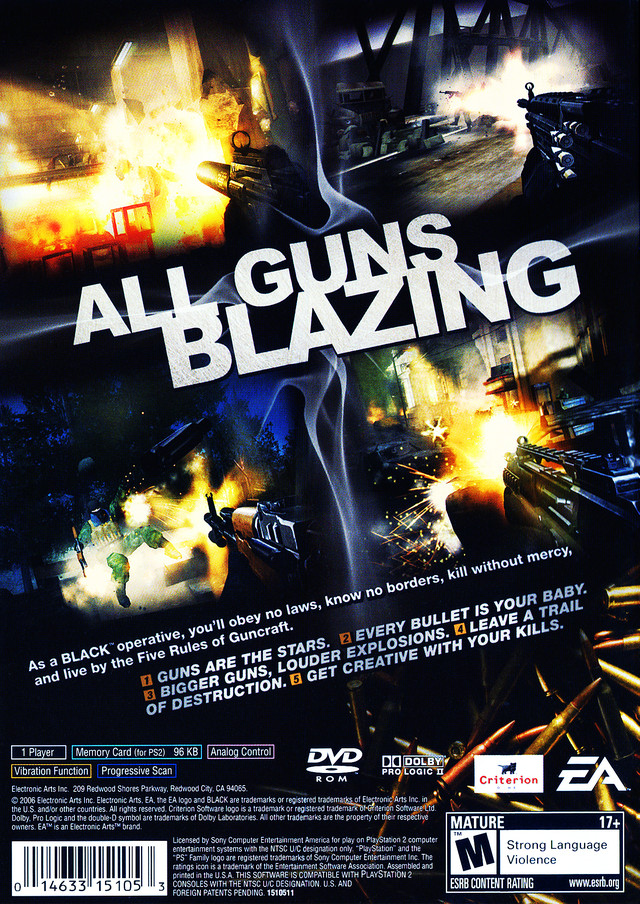 ALL GUNS
BLAZING
As a BLACK™ operative, you'll obey no laws, know no borders, kill without mercy,
and live by the Five Rules of Guncraft.
1 GUNS ARE THE STARS. 2 EVERY BULLET IS YOUR BABY.
3 BIGGER GUNS, LOUDER EXPLOSIONS. 4 LEAVE A TRAIL
OF DESTRUCTION. 5 GET CREATIVE WITH YOUR KILLS.
1 Player
Memory Card (for PS2) 96 KB
Analog Control
Vibration Function
Progressive Scan
DVD
ROM
DOLBY
PRO LOGIC II
Criterion
EA
Electronic Arts Inc. 209 Redwood Shores Parkway, Redwood City, CA 94065.
© 2006 Electronic Arts Inc. Electronic Arts, EA, the EA logo and BLACK are trademarks or registered trademarks of Electronic Arts Inc. in
the U.S. and/or other countries. All rights reserved. Criterion Software logo is a trademark or registered trademark of Criterion Software Ltd.
Dolby, Pro Logic and the double-D symbol are trademarks of Dolby Laboratories. All other trademarks are the property of their respective
owners. EA™ is an Electronic Arts™ brand.
0 14633 15105 3
Licensed by Sony Computer Entertainment America for play on PlayStation 2 computer
entertainment systems with the NTSC U/C designation only. "PlayStation" and the
"PS" Family logo are registered trademarks of Sony Computer Entertainment Inc. The
ratings icon is a trademark of the Entertainment Software Association. Assembled and
printed in the U.S.A. THIS SOFTWARE IS COMPATIBLE WITH PLAYSTATION 2
CONSOLES WITH THE NTSC U/C DESIGNATION. U.S. AND
FOREIGN PATENTS PENDING. 1510511
MATURE 17+
M™
Strong Language
Violence
ESRB CONTENT RATING www.esrb.org